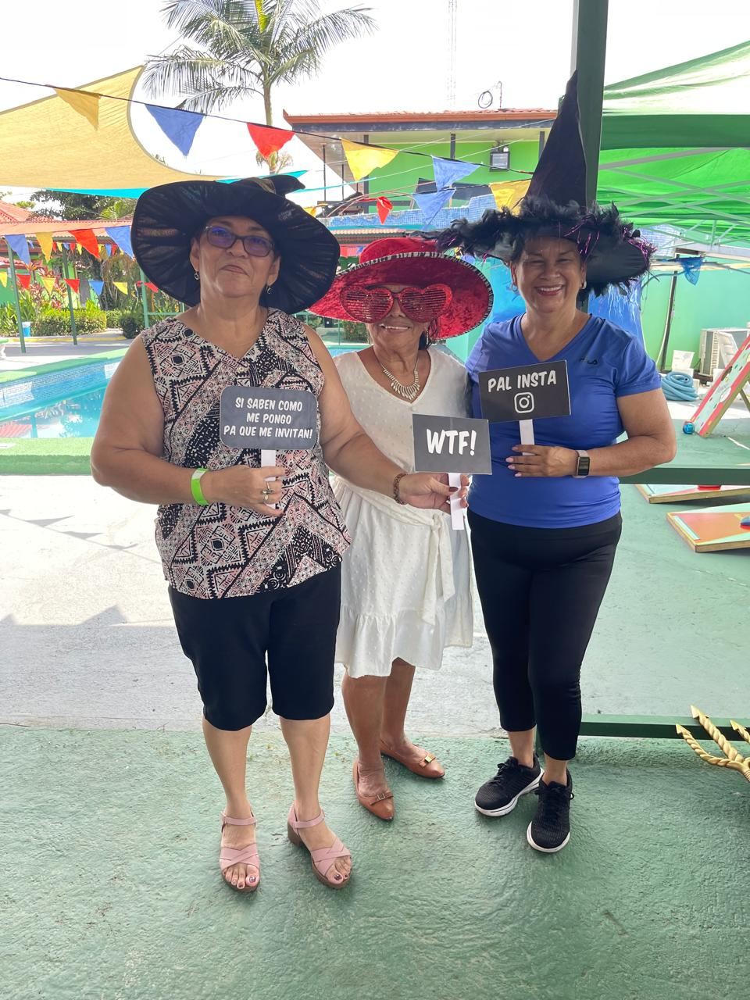 SI SABEN COMO
ME PONGO
PA QUE ME INVITAN!
WTF!
PAL INSTA